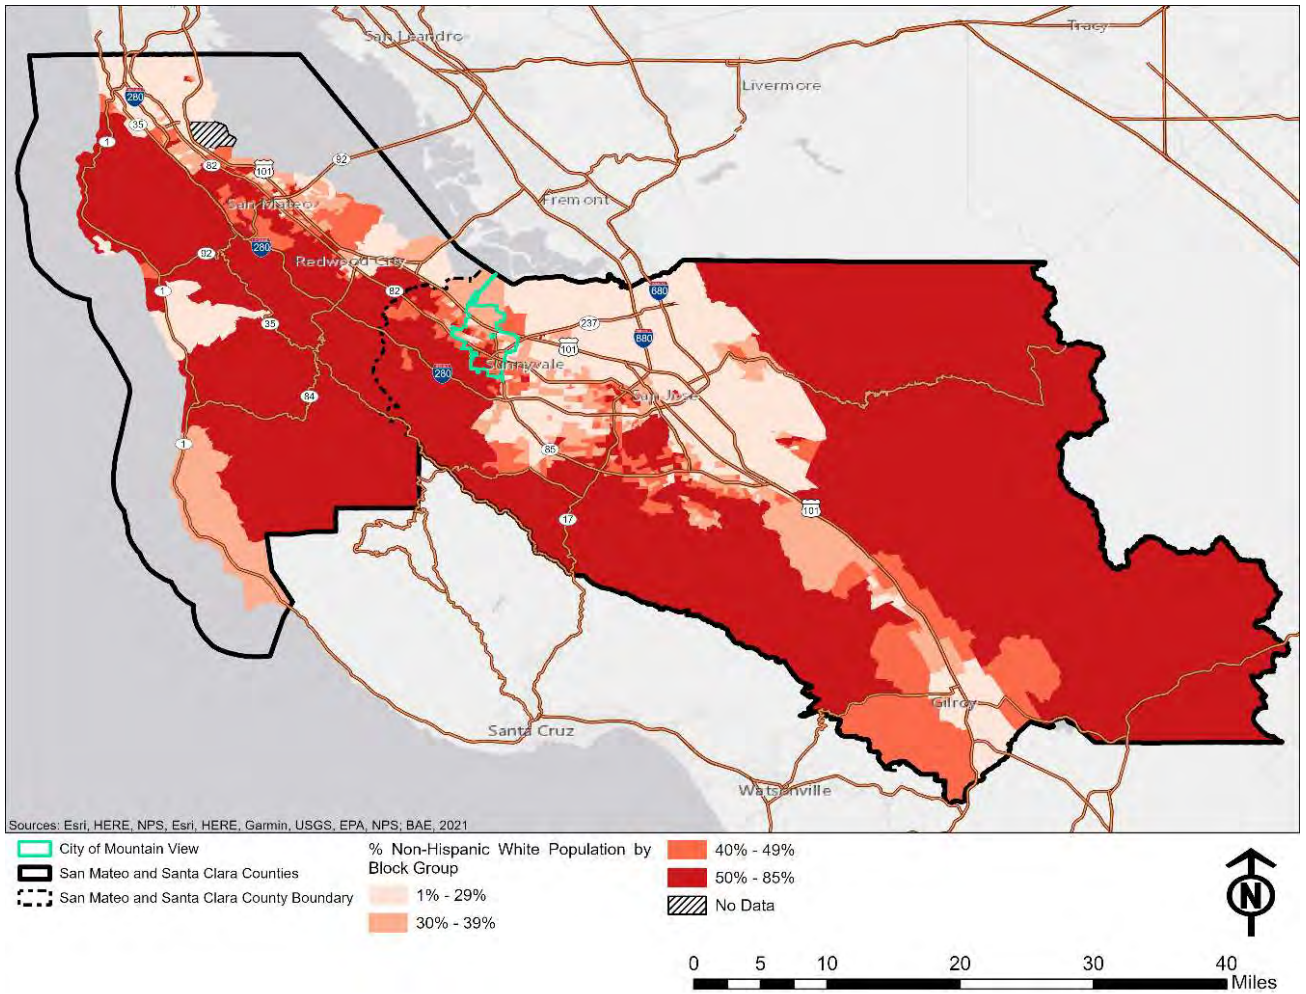 San Leandro
Tracy
Livermore
280
35
1
82
101
92
Fremont
San Mateo
280
92
Redwood City
1
82
680
35
237
880
101
Sunnyvale
280
84
San Jose
1
85
101
17
Gilroy
Santa Cruz
Watsonville
Sources: Esri, HERE, NPS, Esri, HERE, Garmin, USGS, EPA, NPS; BAE, 2021
City of Mountain View
San Mateo and Santa Clara Counties
San Mateo and Santa Clara County Boundary
% Non-Hispanic White Population by
Block Group
1% - 29%
30% - 39%
40% - 49%
50% - 85%
No Data
N
0 5 10 20 30 40
Miles